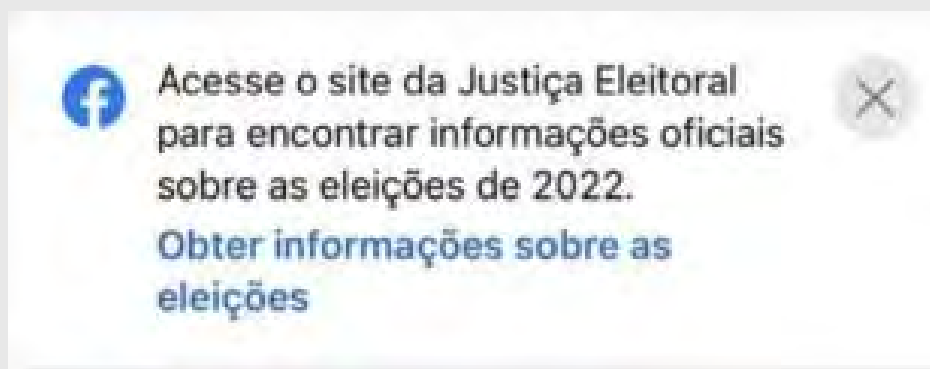 Acesse o site da Justiça Eleitoral
para encontrar informações oficiais
sobre as eleições de 2022.
Obter informações sobre as
eleições